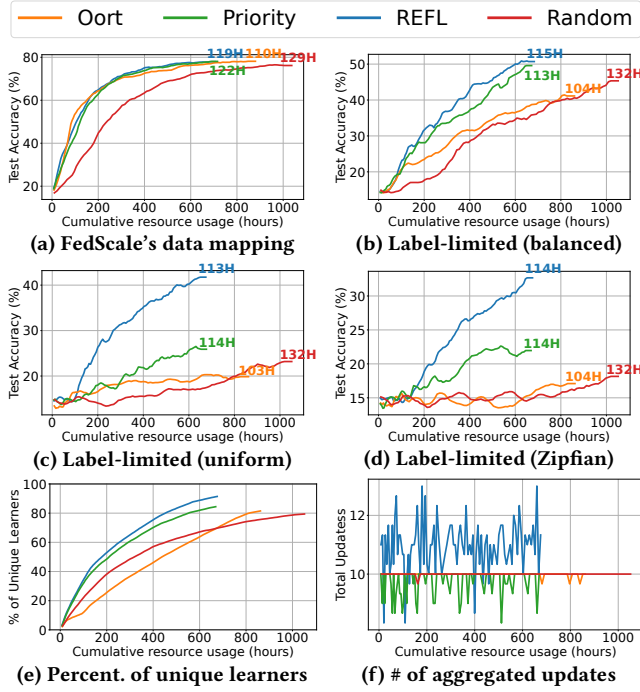 Oort Priority REFL Random
119H 110H
129H
122H
Test Accuracy (%)
80
60
40
20
0 200 400 600 800 1000
Cumulative resource usage (hours)
(a) FedScale's data mapping
115H
113H
132H
104H
Test Accuracy (%)
50
40
30
20
0 200 400 600 800 1000
Cumulative resource usage (hours)
(b) Label-limited (balanced)
113H
114H
132H
103H
Test Accuracy (%)
40
30
20
0 200 400 600 800 1000
Cumulative resource usage (hours)
(c) Label-limited (uniform)
114H
114H
132H
104H
Test Accuracy (%)
30
25
20
15
0 200 400 600 800 1000
Cumulative resource usage (hours)
(d) Label-limited (Zipfian)
% of Unique Learners
100
80
60
40
20
0
0 200 400 600 800 1000
Cumulative resource usage (hours)
(e) Percent. of unique learners
Total Updatess
10
0 200 400 600 800 1000
Cumulative resource usage (hours)
(f) # of aggregated updates